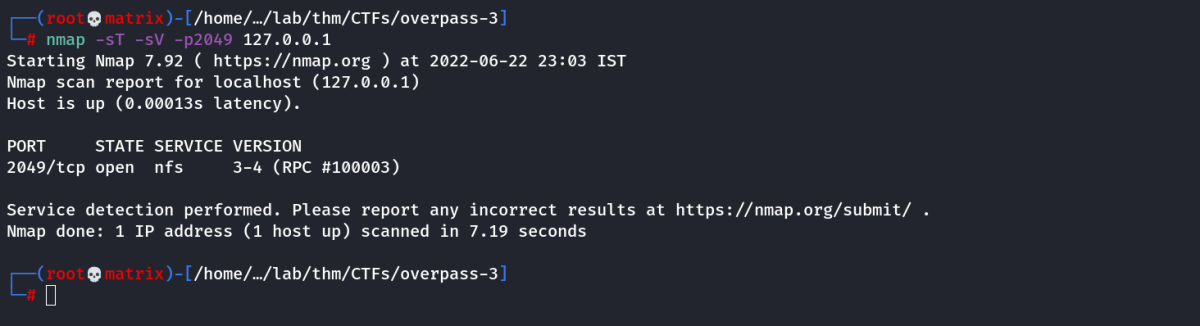 ┌──(root💀matrix)-[/home/…/lab/thm/CTFs/overpass-3]
└─# nmap -sT -sV -p2049 127.0.0.1
Starting Nmap 7.92 ( https://nmap.org ) at 2022-06-22 23:03 IST
Nmap scan report for localhost (127.0.0.1)
Host is up (0.00013s latency).
PORT     STATE SERVICE VERSION
2049/tcp open  nfs     3-4 (RPC #100003)
Service detection performed. Please report any incorrect results at https://nmap.org/submit/ .
Nmap done: 1 IP address (1 host up) scanned in 7.19 seconds
┌──(root💀matrix)-[/home/…/lab/thm/CTFs/overpass-3]
└─#